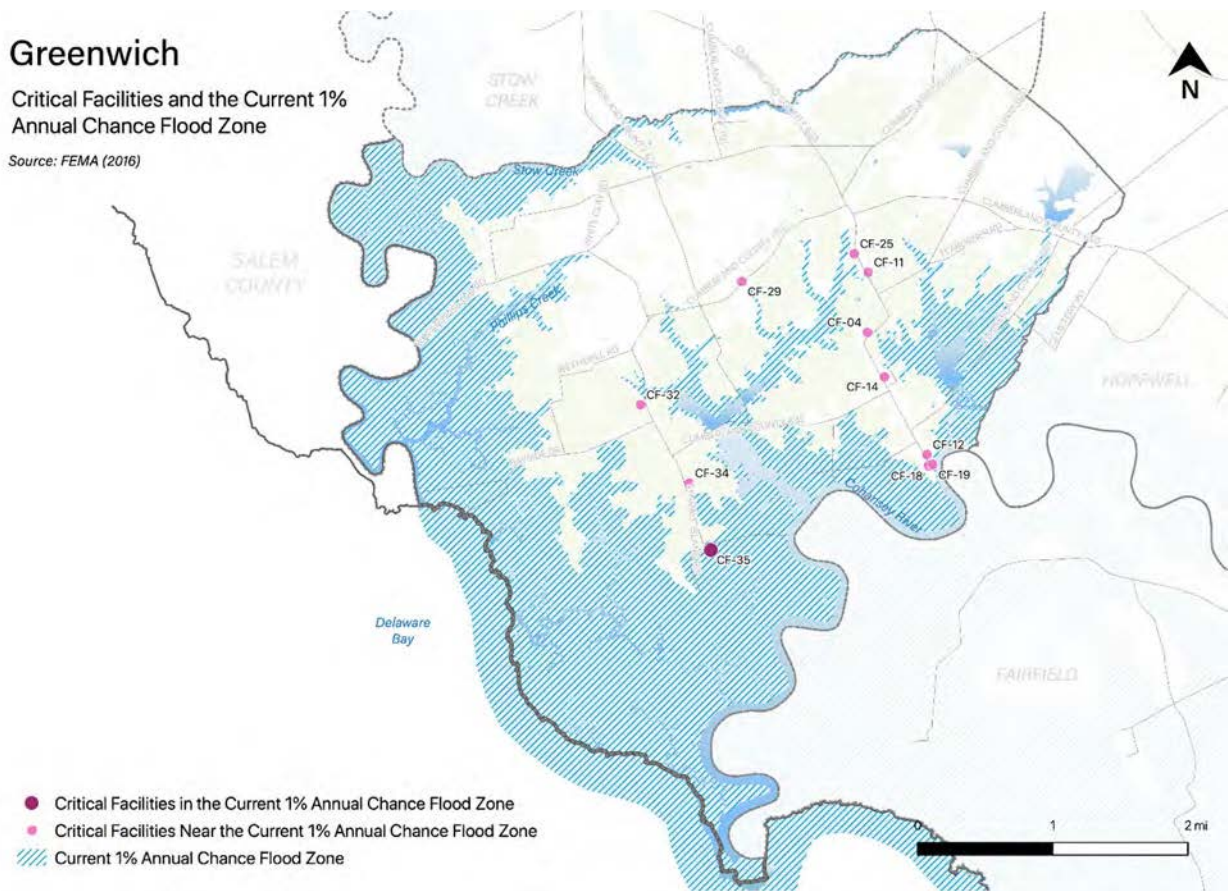 Greenwich
Critical Facilities and the Current 1%
Annual Chance Flood Zone
Source: FEMA (2016)
N
STOW
CREEK
SALEM
COUNTY
Stow Creek
Phillips Creek
CF-25
CF-11
CF-29
CF-04
CF-14
CF-32
CF-12
CF-18
CF-19
CF-34
CF-35
HOPEWELL
Cohansey River
FAIRFIELD
Delaware
Bay
Critical Facilities in the Current 1% Annual Chance Flood Zone
Critical Facilities Near the Current 1% Annual Chance Flood Zone
Current 1% Annual Chance Flood Zone
0
1
2 mi